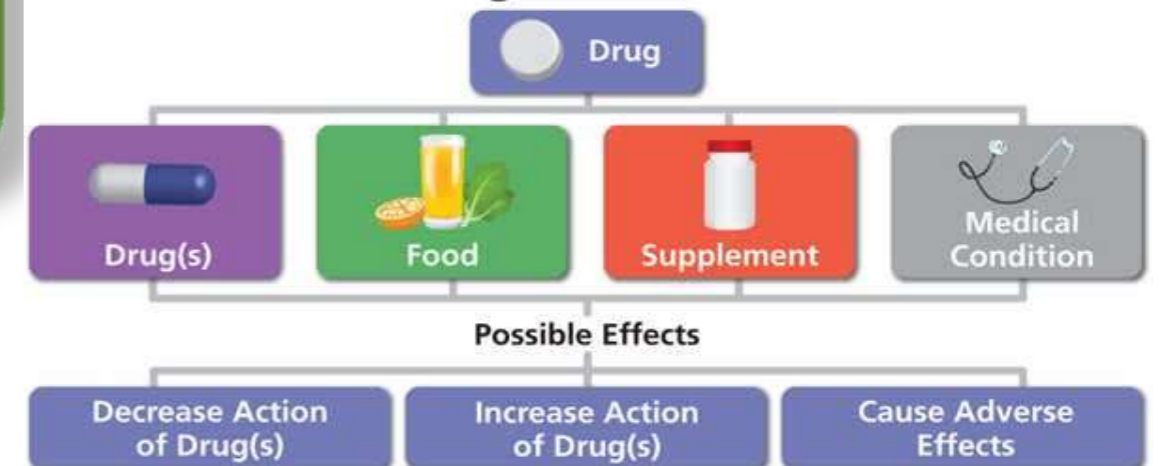 Drug
Drug(s)
Food
Supplement
Medical
Condition
Possible Effects
Decrease Action
of Drug(s)
Increase Action
of Drug(s)
Cause Adverse
Effects